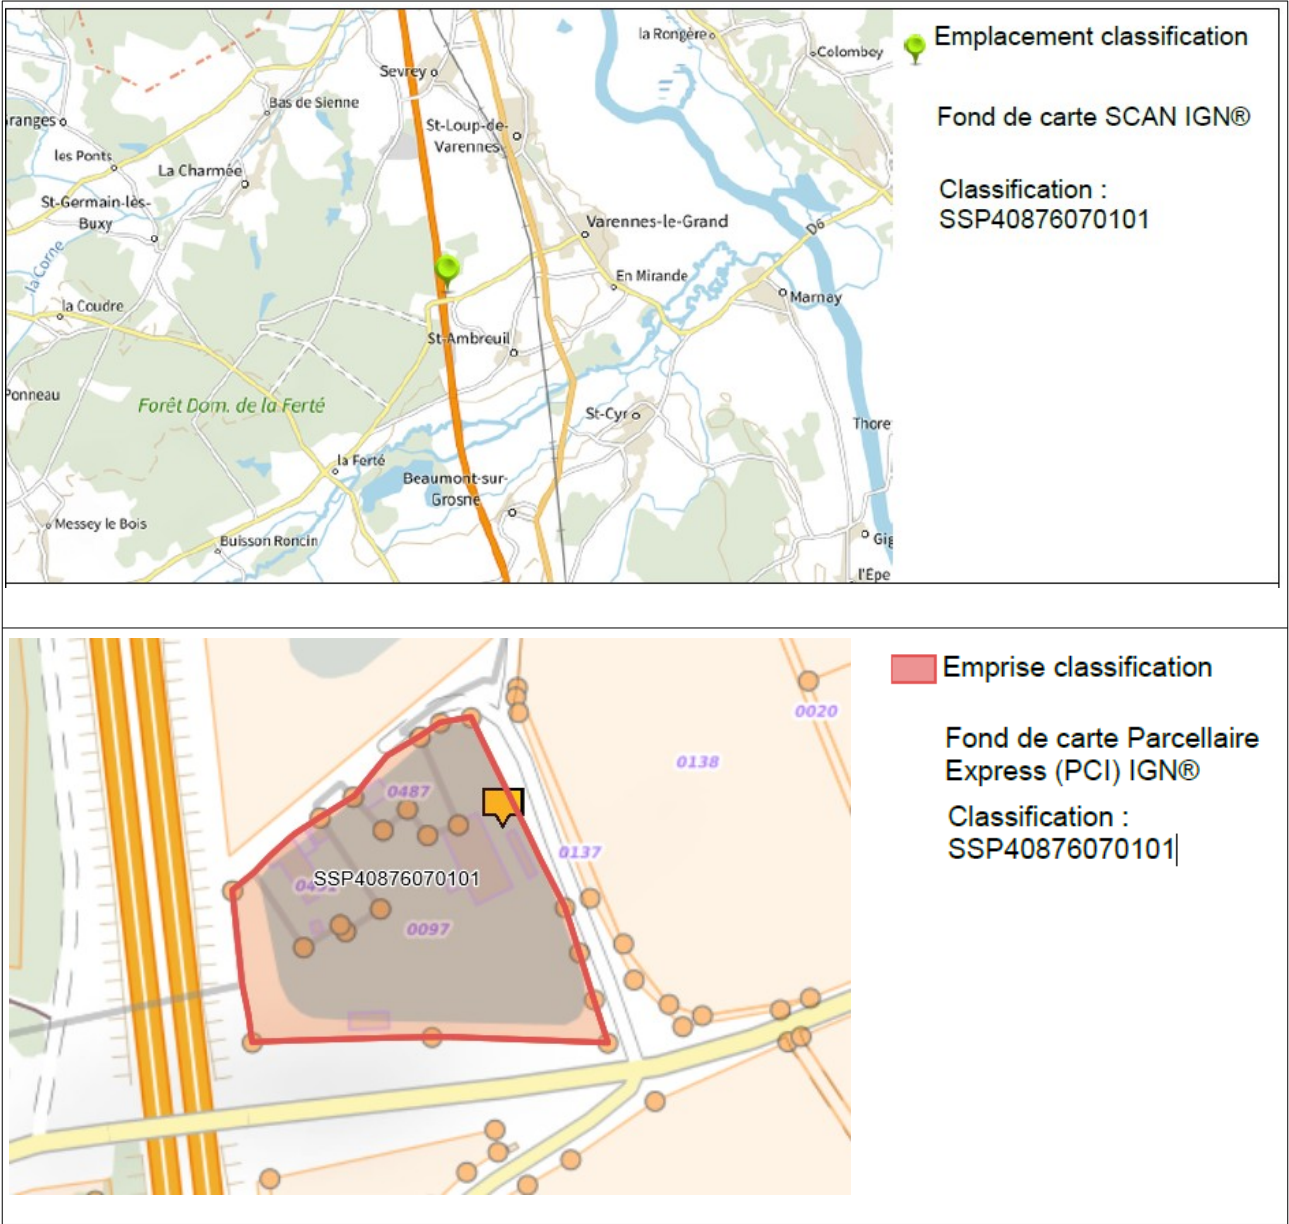 la Rongère
Colombey
Sevrey
Bas de Sienne
ranges
St-Loup-de-
Varennes
les Ponts
La Charmée
St-Germain-lès-
Buxy
Varennes-le-Grand
D6
la Corne
En Mirande
Marnay
la Coudre
St-Ambreuil
Ponneau
Forêt Dom. de la Ferté
St-Cyr
Thore
la Ferté
Beaumont-sur-
Grosne
Messey le Bois
Buisson Roncin
Gig
l'Épe
Emplacement classification
Fond de carte SCAN IGN®
Classification :
SSP40876070101
0020
0138
0487
0137
SSP40876070101
0097
Emprise classification
Fond de carte Parcellaire
Express (PCI) IGN®
Classification :
SSP40876070101